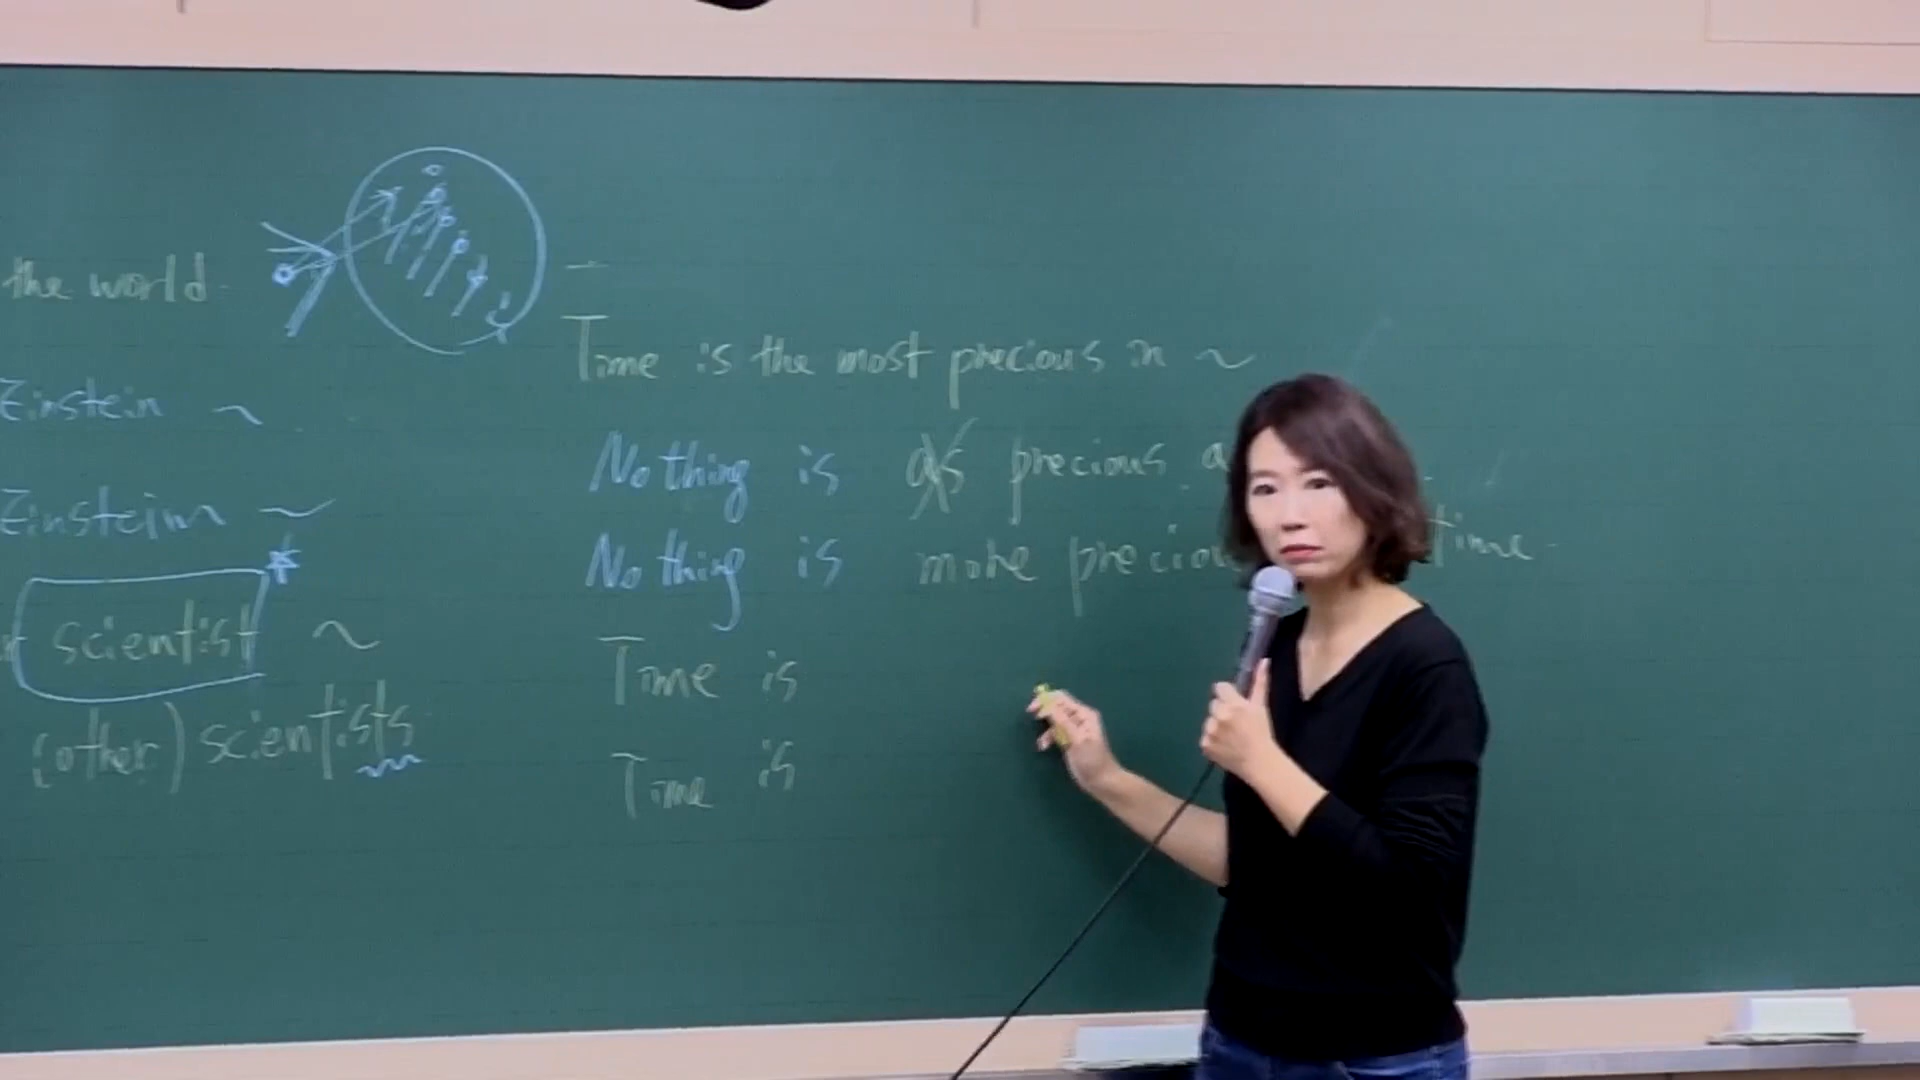 the world.
Einstein ~
Einstein ~
scientist ~
(other) scientists
Time is the most precious in ~
Nothing is as precious a
Nothing is more preciou time.
Time is
Time is